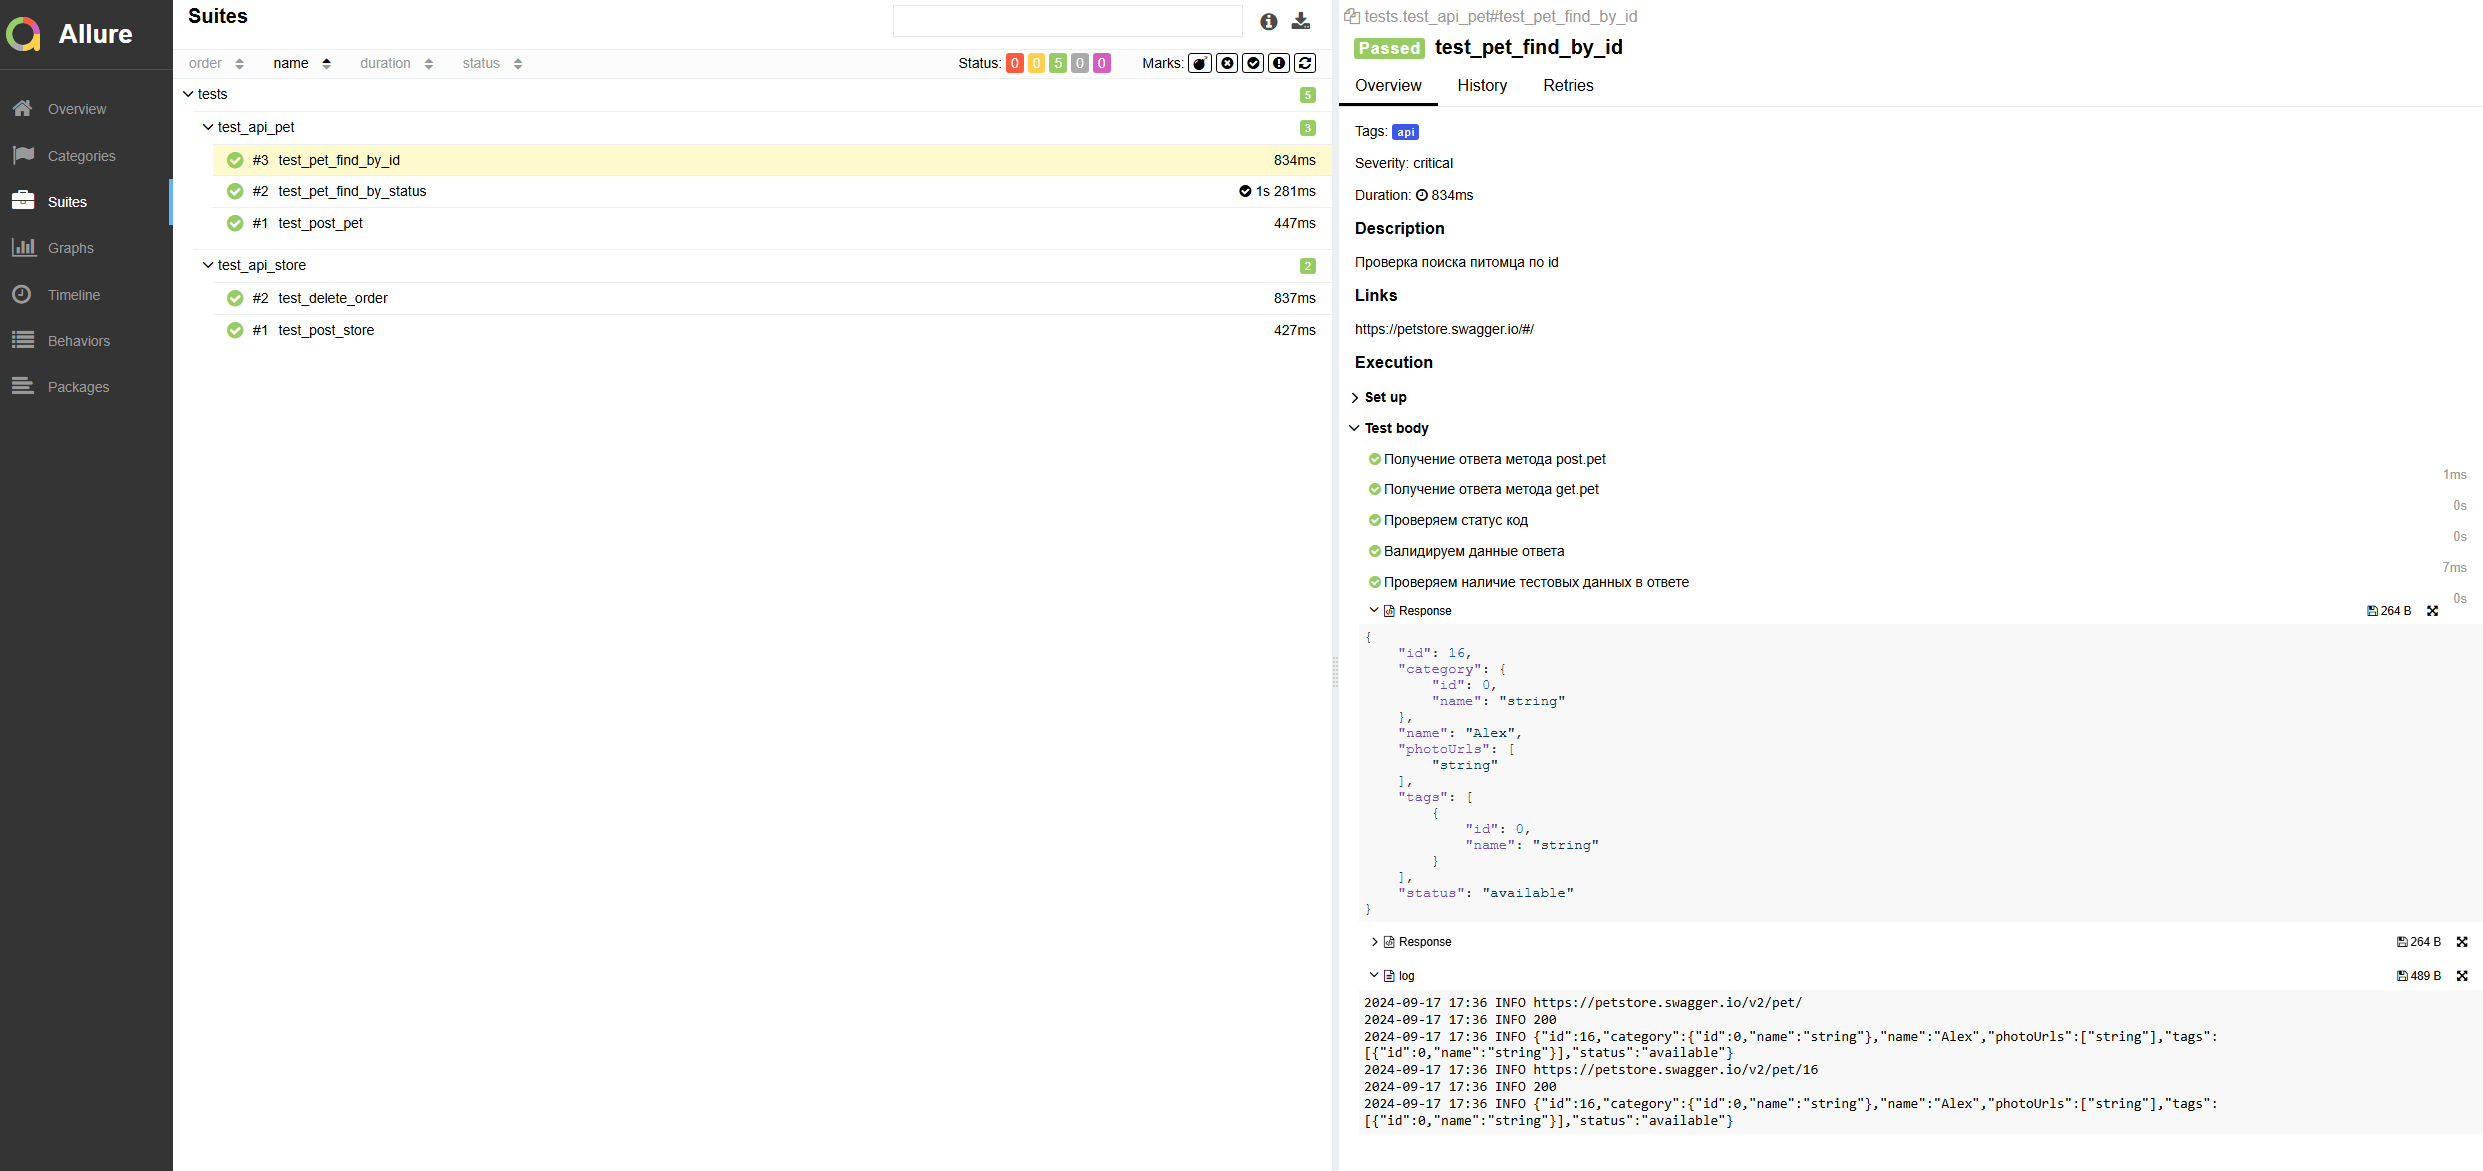 Allure
Overview
Categories
Suites
Graphs
Timeline
Behaviors
Packages
Suites
order name duration status
Status: 0 0 5 0 0 Marks:
tests 5
test_api_pet 3
#3 test_pet_find_by_id 834ms
#2 test_pet_find_by_status 1s 281ms
#1 test_post_pet 447ms
test_api_store 2
#2 test_delete_order 837ms
#1 test_post_store 427ms
tests.test_api_pet#test_pet_find_by_id
Passed test_pet_find_by_id
Overview History Retries
Tags: api
Severity: critical
Duration: 834ms
Description
Проверка поиска питомца по id
Links
https://petstore.swagger.io/#/
Execution
Set up
Test body
Получение ответа метода post.pet
1ms
Получение ответа метода get.pet
0s
Проверяем статус код
0s
Валидируем данные ответа
7ms
Проверяем наличие тестовых данных в ответе
0s
Response 264 B
{
    "id": 16,
    "category": {
        "id": 0,
        "name": "string"
    },
    "name": "Alex",
    "photoUrls": [
        "string"
    ],
    "tags": [
        {
            "id": 0,
            "name": "string"
        }
    ],
    "status": "available"
}
Response 264 B
log 489 B
2024-09-17 17:36 INFO https://petstore.swagger.io/v2/pet/
2024-09-17 17:36 INFO 200
2024-09-17 17:36 INFO {"id":16,"category":{"id":0,"name":"string"},"name":"Alex","photoUrls":["string"],"tags":
[{"id":0,"name":"string"}],"status":"available"}
2024-09-17 17:36 INFO https://petstore.swagger.io/v2/pet/16
2024-09-17 17:36 INFO 200
2024-09-17 17:36 INFO {"id":16,"category":{"id":0,"name":"string"},"name":"Alex","photoUrls":["string"],"tags":
[{"id":0,"name":"string"}],"status":"available"}